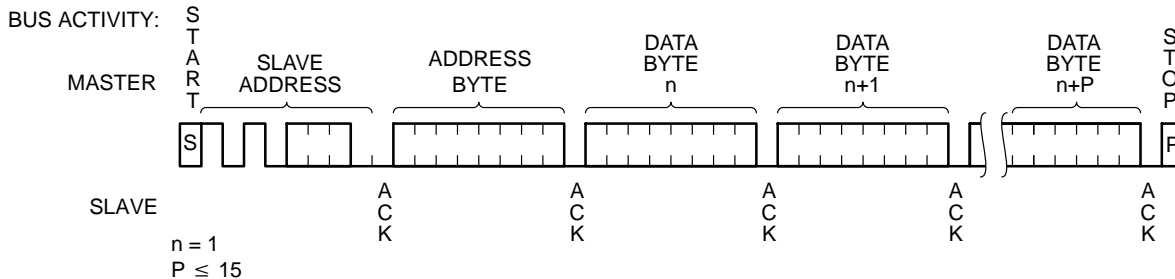 BUS ACTIVITY:
MASTER
START
SLAVE
ADDRESS
ADDRESS
BYTE
DATA
BYTE
n
DATA
BYTE
n+1
DATA
BYTE
n+P
STOP
S
P
SLAVE
ACK
ACK
ACK
ACK
ACK
n = 1
P ≤ 15